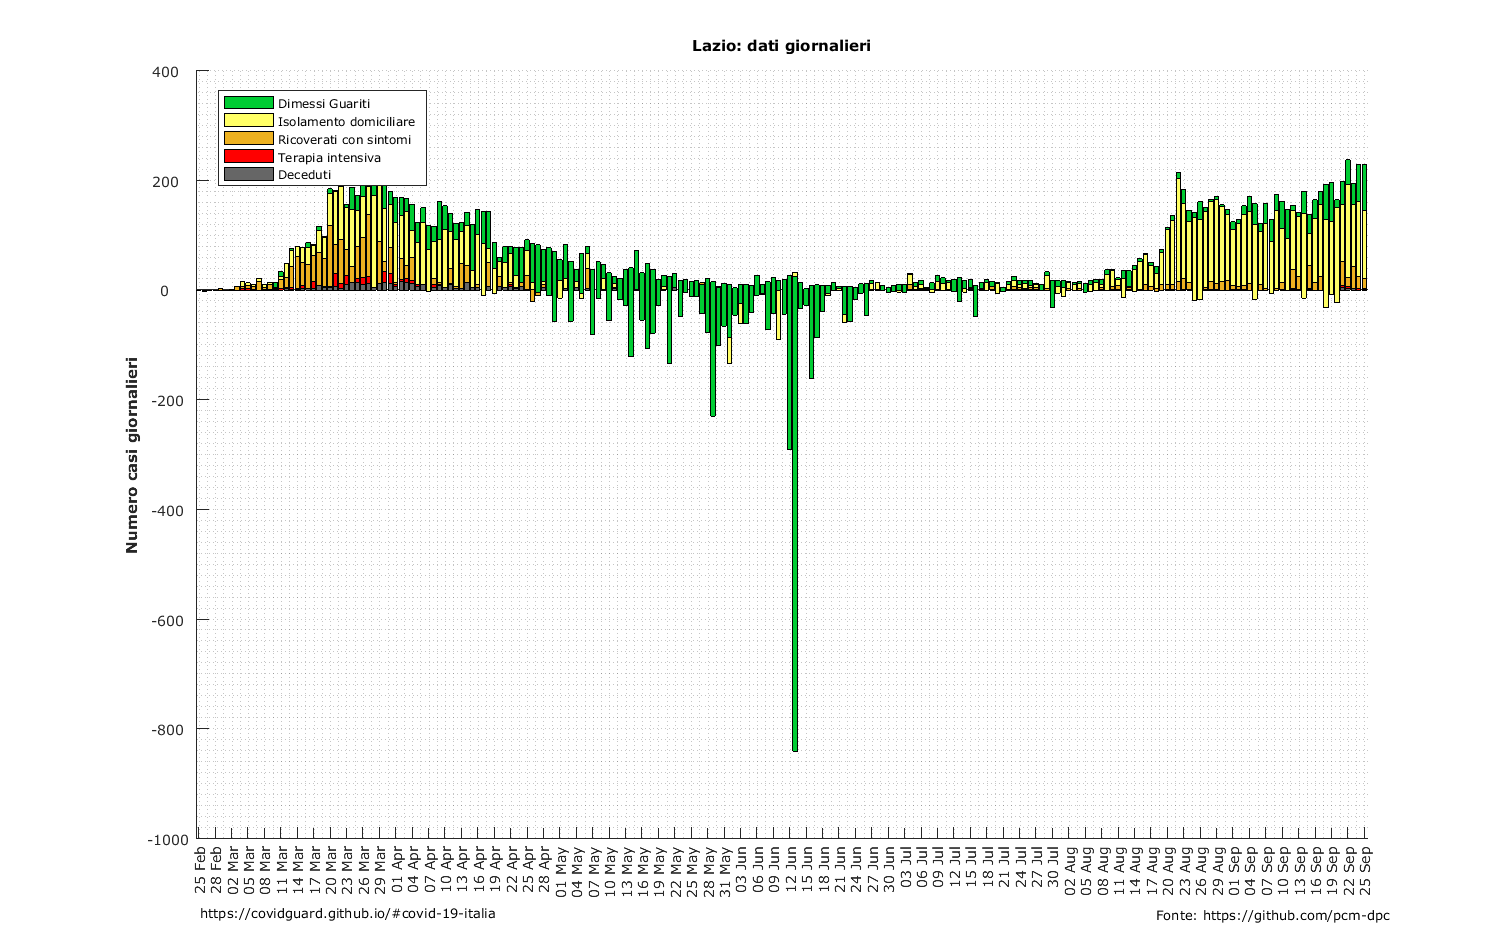 Lazio: dati giornalieri
400
200
0
-200
-400
-600
-800
-1000
Numero casi giornalieri
Dimessi Guariti
Isolamento domiciliare
Ricoverati con sintomi
Terapia intensiva
Deceduti
25 Feb
28 Feb
02 Mar
05 Mar
08 Mar
11 Mar
14 Mar
17 Mar
20 Mar
23 Mar
26 Mar
29 Mar
01 Apr
04 Apr
07 Apr
10 Apr
13 Apr
16 Apr
19 Apr
22 Apr
25 Apr
28 Apr
01 May
04 May
07 May
10 May
13 May
16 May
19 May
22 May
25 May
28 May
31 May
03 Jun
06 Jun
09 Jun
12 Jun
15 Jun
18 Jun
21 Jun
24 Jun
27 Jun
30 Jun
03 Jul
06 Jul
09 Jul
12 Jul
15 Jul
18 Jul
21 Jul
24 Jul
27 Jul
30 Jul
02 Aug
05 Aug
08 Aug
11 Aug
14 Aug
17 Aug
20 Aug
23 Aug
26 Aug
29 Aug
01 Sep
04 Sep
07 Sep
10 Sep
13 Sep
16 Sep
19 Sep
22 Sep
25 Sep
https://covidguard.github.io/#covid-19-italia
Fonte: https://github.com/pcm-dpc